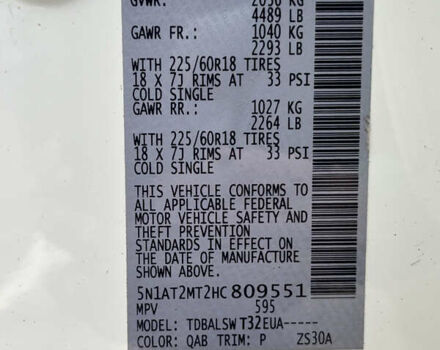 GVWR: 2036 KG
4489 LB
GAWR FR.: 1040 KG
2293 LB
WITH 225/60R18 TIRES
18 X 7J RIMS AT 33 PSI
COLD SINGLE
GAWR RR.: 1027 KG
2264 LB
WITH 225/60R18 TIRES
18 X 7J RIMS AT 33 PSI
COLD SINGLE
THIS VEHICLE CONFORMS TO
ALL APPLICABLE FEDERAL
MOTOR VEHICLE SAFETY AND
THEFT PREVENTION
STANDARDS IN EFFECT ON
THE DATE OF MANUFACTURE
SHOWN ABOVE.
5N1AT2MT2HC809551
MPV 595
MODEL: TDBALSWT32EUA-----
COLOR: QAB TRIM: P ZS30A